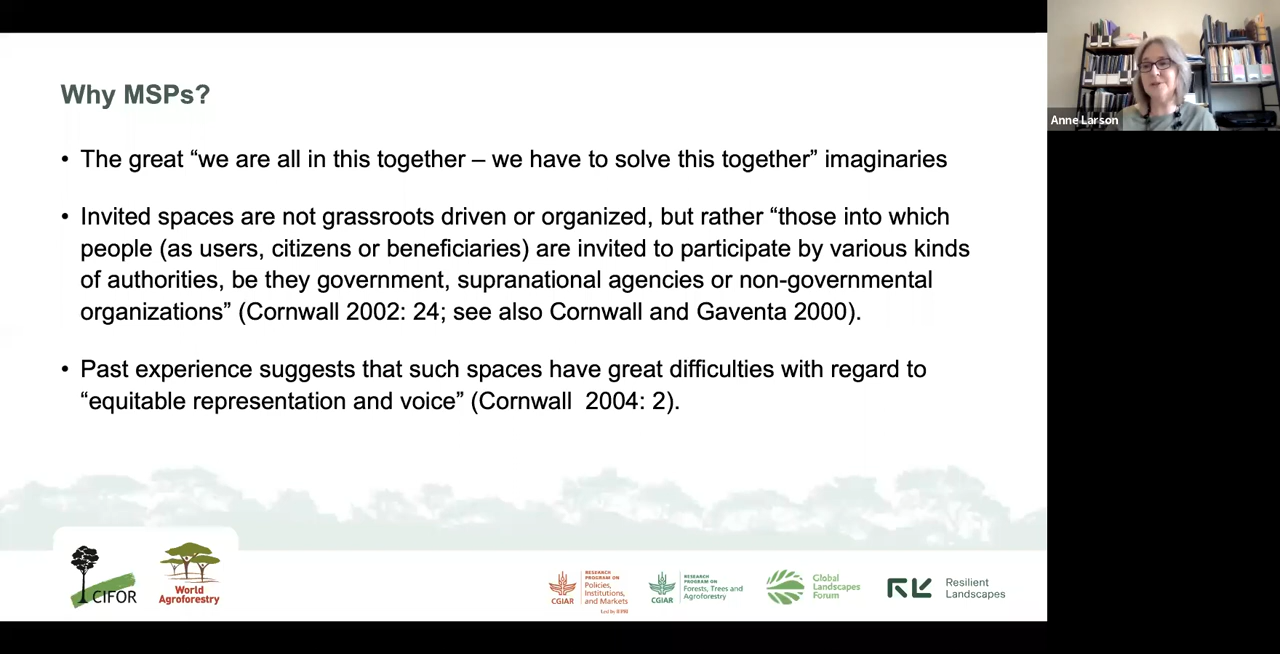 Why MSPs?
• The great “we are all in this together – we have to solve this together” imaginaries
• Invited spaces are not grassroots driven or organized, but rather “those into which
people (as users, citizens or beneficiaries) are invited to participate by various kinds
of authorities, be they government, supranational agencies or non-governmental
organizations” (Cornwall 2002: 24; see also Cornwall and Gaventa 2000).
• Past experience suggests that such spaces have great difficulties with regard to
“equitable representation and voice” (Cornwall  2004: 2).
Anne Larson
CIFOR
World
Agroforestry
CGIAR
RESEARCH
PROGRAM ON
Policies,
Institutions,
and Markets
Led by IFPRI
CGIAR
RESEARCH
PROGRAM ON
Forests, Trees and
Agroforestry
Global
Landscapes
Forum
Resilient
Landscapes